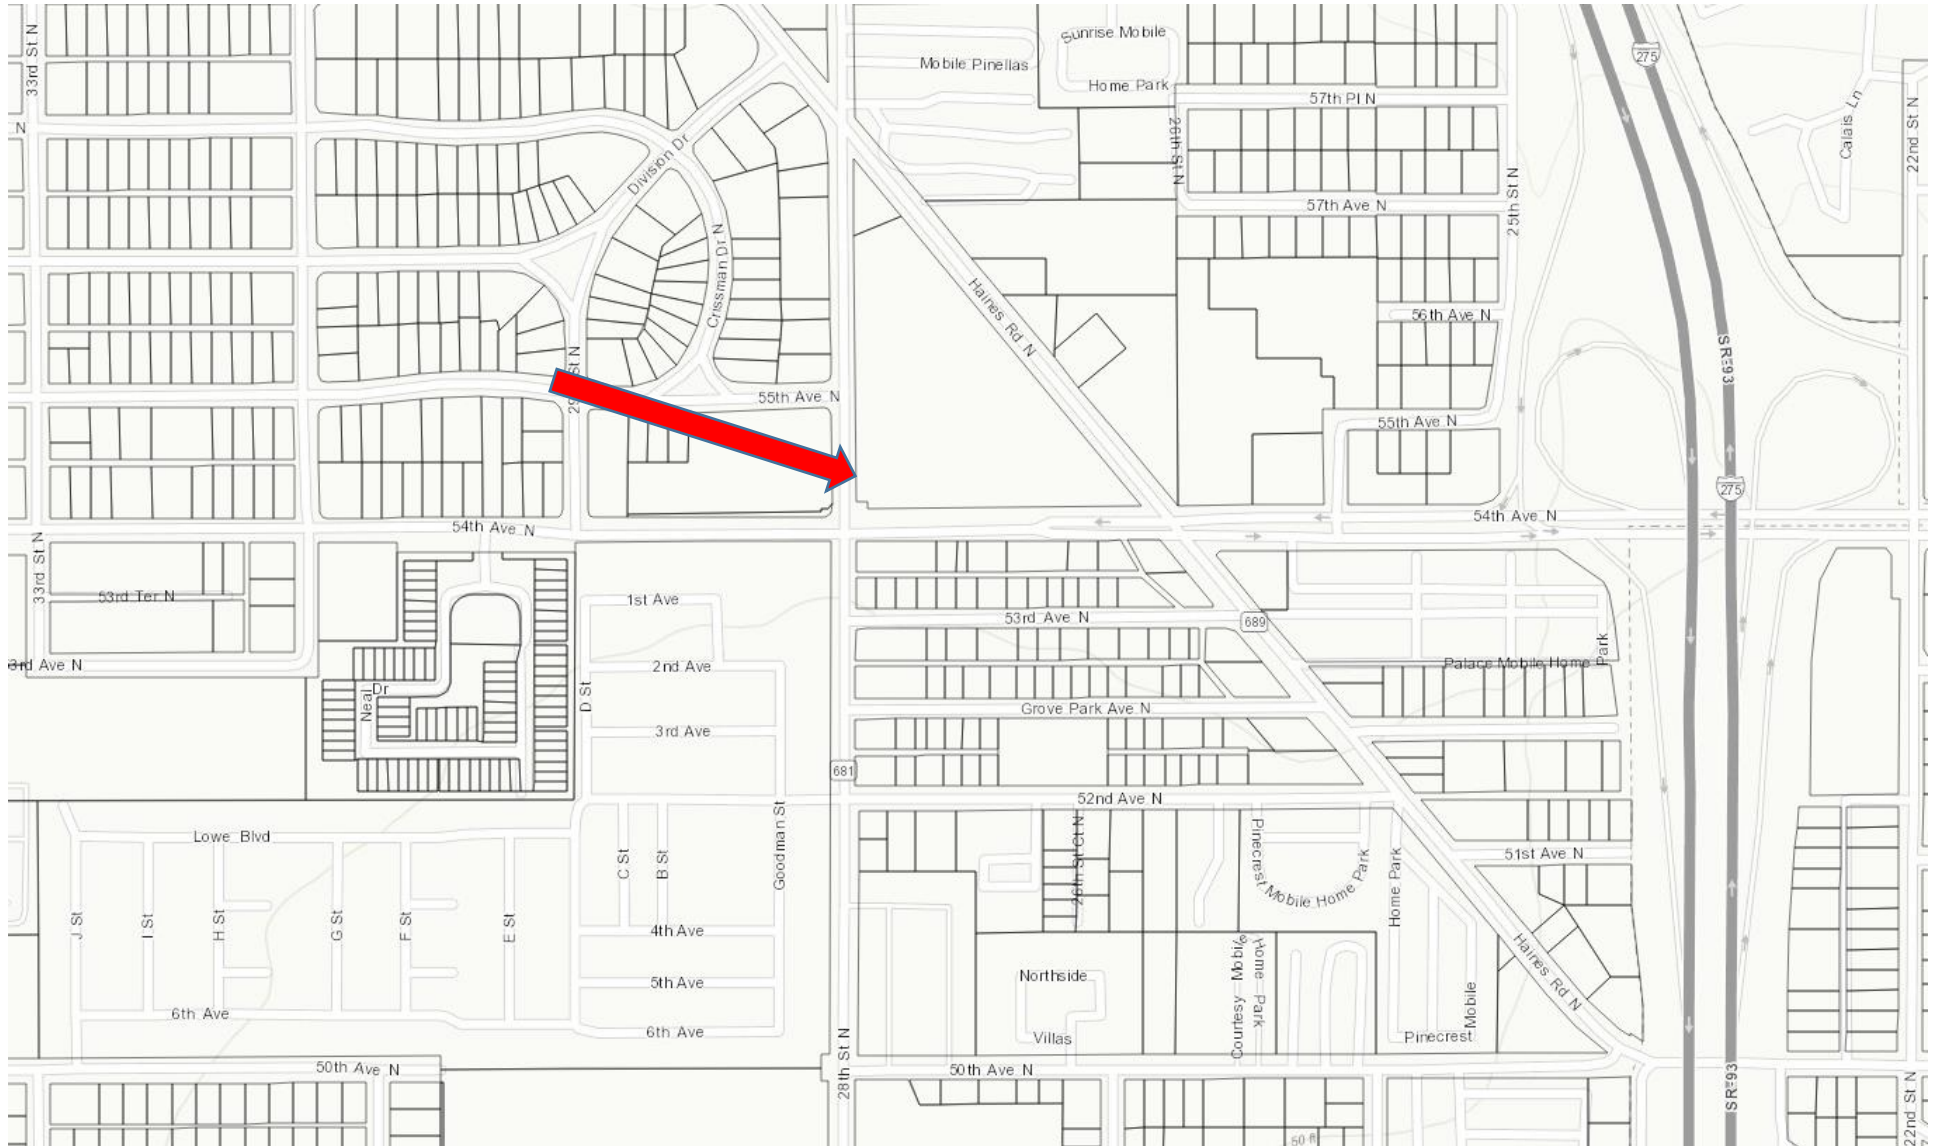 33rd St N
Sunrise Mobile
Home Park
Mobile Pinellas
275
57th Pl N
26th St N
Calais Ln
22nd St N
N
Division Dr
57th Ave N
25th St N
Crissman Dr N
Haines Rd N
56th Ave N
SR-93
29th St N
55th Ave N
55th Ave N
275
54th Ave N
54th Ave N
33rd St N
53rd Ter N
1st Ave
53rd Ave N
689
3rd Ave N
2nd Ave
Palace Mobile Home Park
Neal Dr
D St
Grove Park Ave N
3rd Ave
681
52nd Ave N
Lowe Blvd
C St
B St
Goodman St
26th St Ct N
Pinecrest Mobile Home Park
Home Park
51st Ave N
J St
I St
H St
G St
F St
E St
4th Ave
Haines Rd N
Northside
Villas
Courtesy Mobile
Home Park
5th Ave
6th Ave
6th Ave
Mobile
Pinecrest
50th Ave N
28th St N
50th Ave N
SR-93
22nd St N
50 ft